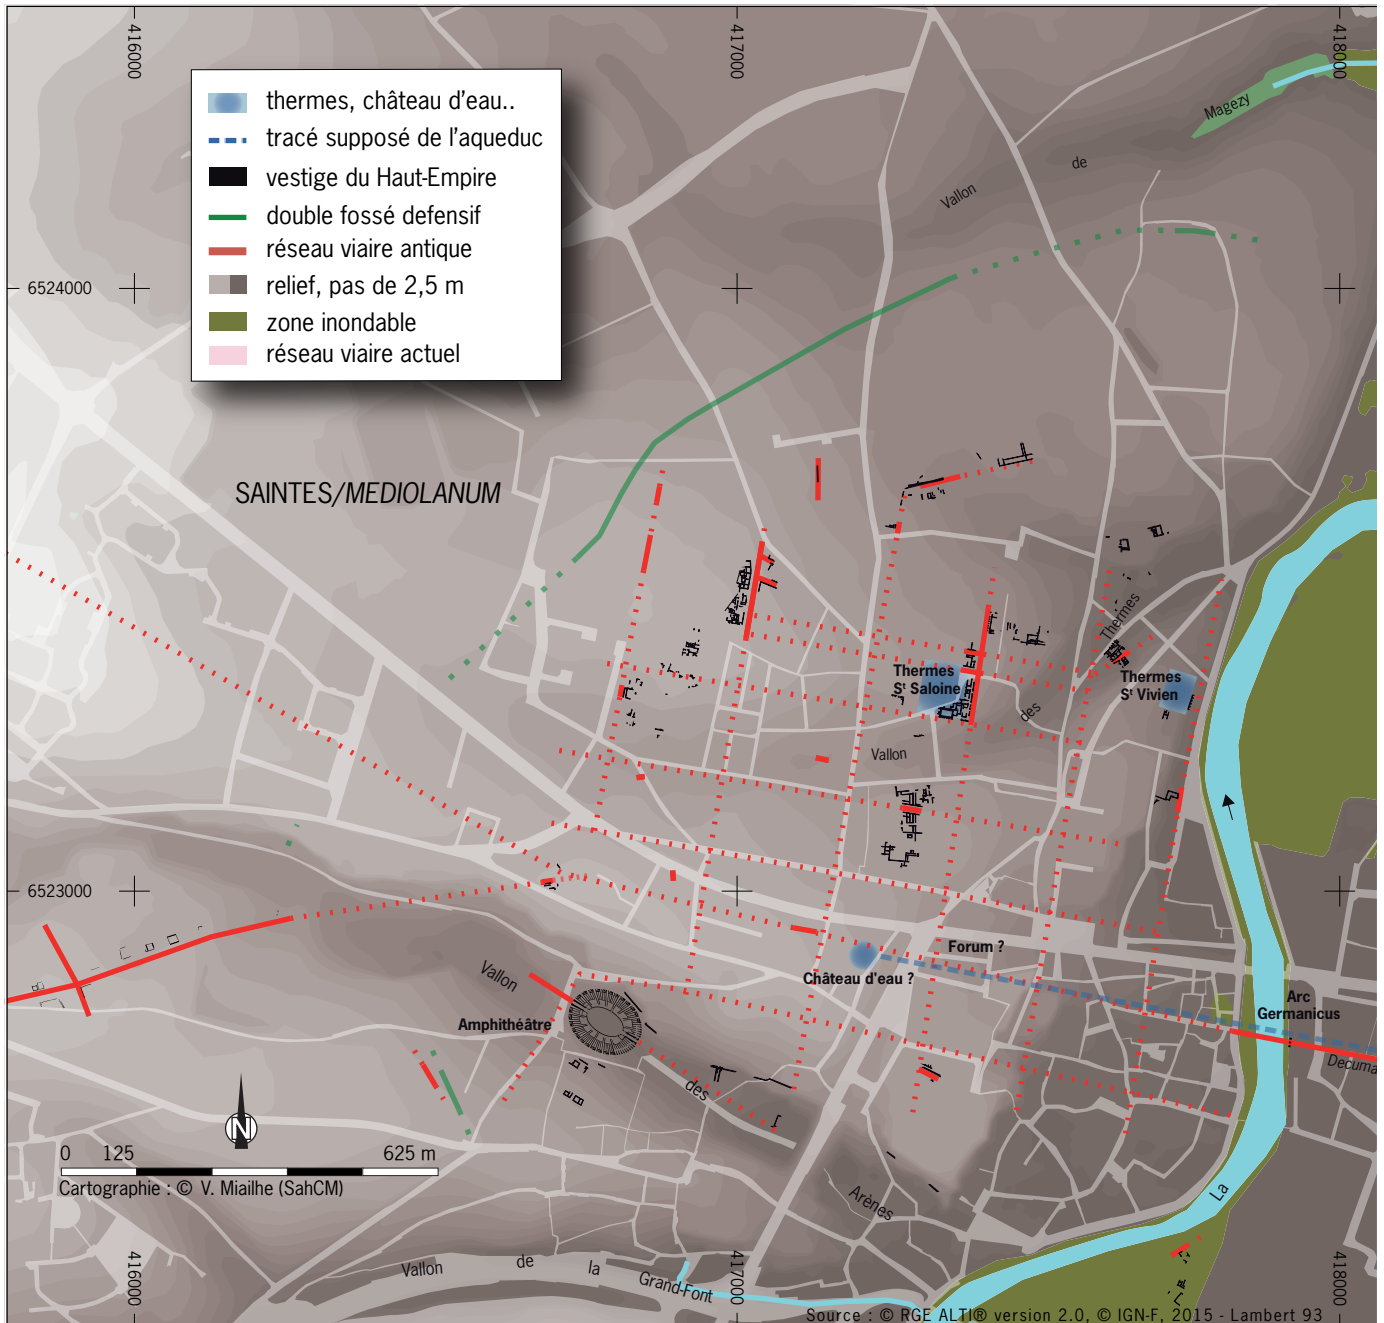 416000
417000
418000
thermes, château d'eau..
tracé supposé de l'aqueduc
vestige du Haut-Empire
double fossé defensif
réseau viaire antique
relief, pas de 2,5 m
zone inondable
réseau viaire actuel
Vallon de Magezy
6524000
SAINTES/MEDIOLANUM
Thermes
St Saloine
Thermes
St Vivien
Vallon des Thermes
6523000
Forum ?
Château d'eau ?
Arc
Germanicus
Decuma
Amphithéâtre
Vallon des Arènes
N
0 125 625 m
Cartographie : © V. Miailhe (SahCM)
La
Vallon de la Grand-Font
416000
417000
418000
Source : © RGE ALTI® version 2.0, © IGN-F, 2015 - Lambert 93